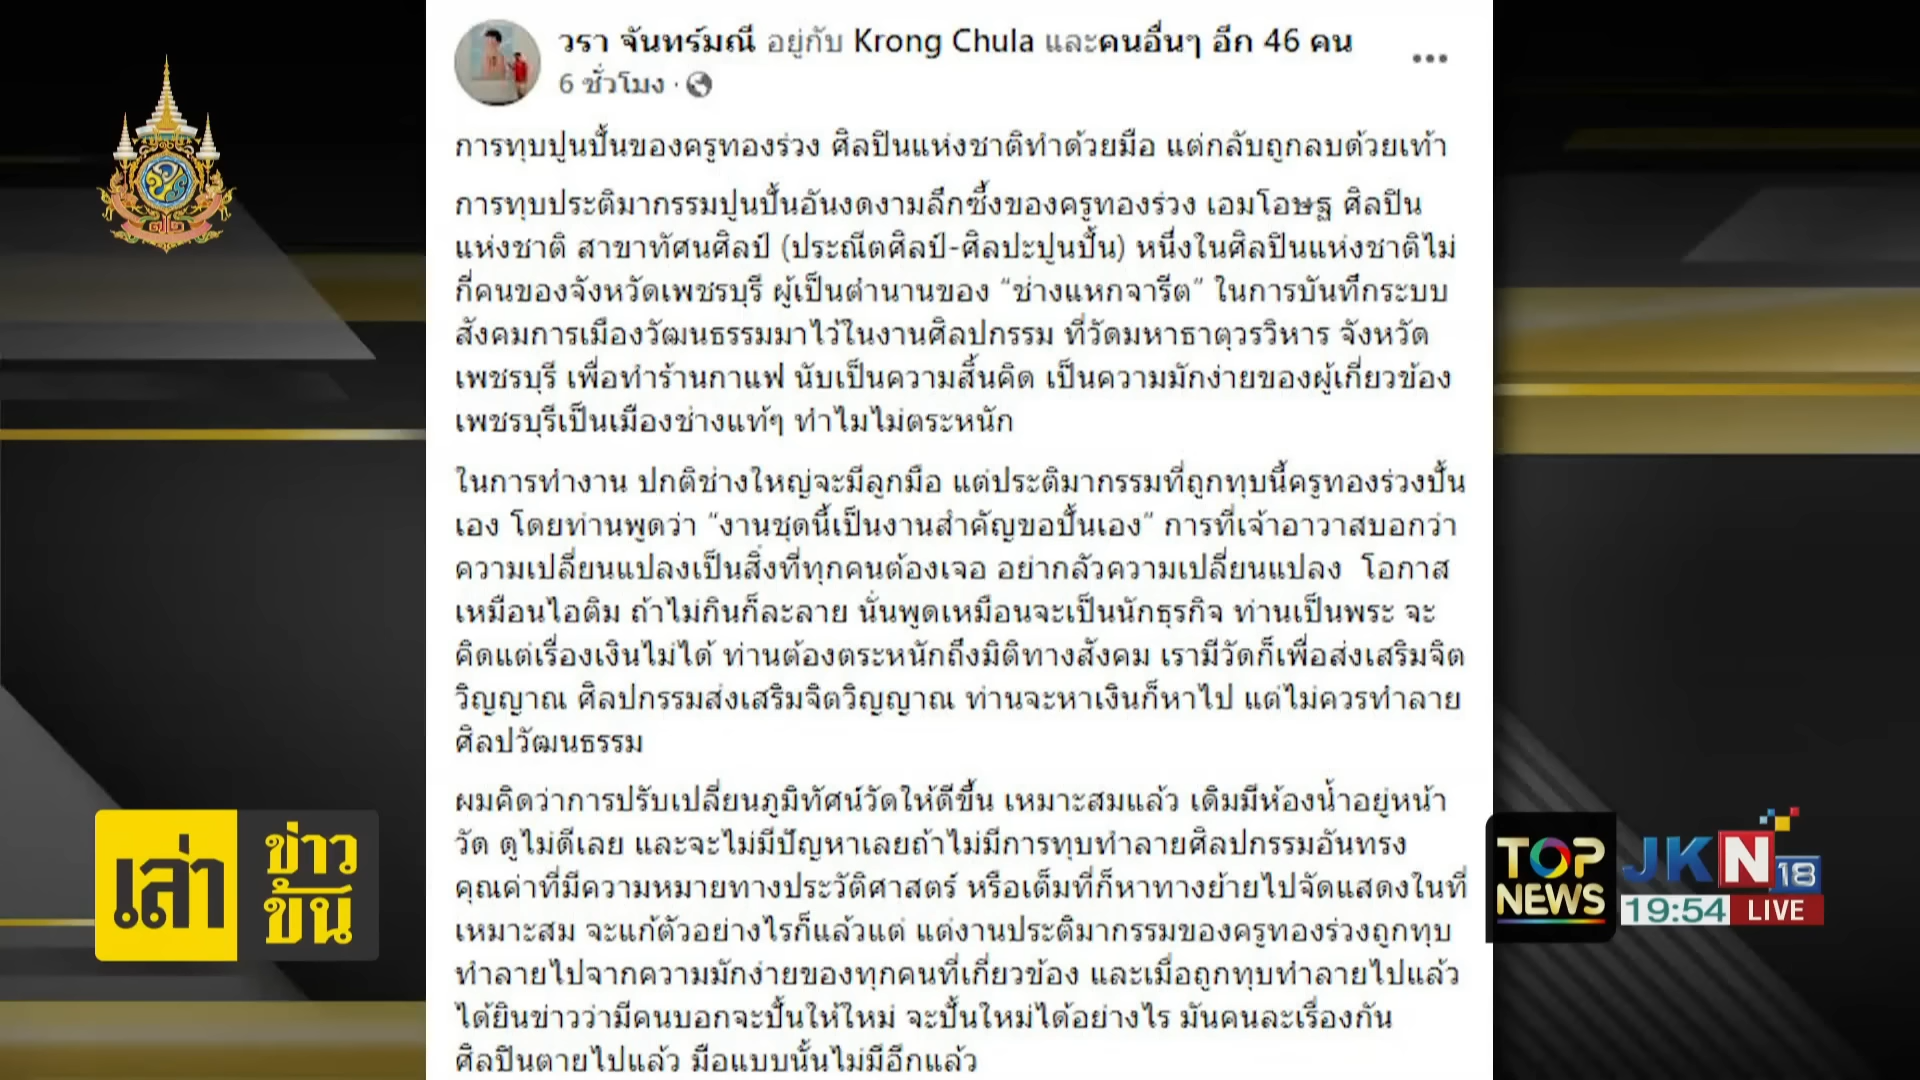 วรา จันทร์มณี อยู่กับ Krong Chula และคนอื่นๆ อีก 46 คน
6 ชั่วโมง ·
การทุบปูนปั้นของครูทองร่วง ศิลปินแห่งชาติทำด้วยมือ แต่กลับถูกลบด้วยเท้า
การทุบประติมากรรมปูนปั้นอันงดงามลึกซึ้งของครูทองร่วง เอมโอษฐ ศิลปิน
แห่งชาติ สาขาทัศนศิลป์ (ประณีตศิลป์-ศิลปะปูนปั้น) หนึ่งในศิลปินแห่งชาติไม่
กี่คนของจังหวัดเพชรบุรี ผู้เป็นตำนานของ “ช่างแหกจารีต” ในการบันทึกระบบ
สังคมการเมืองวัฒนธรรมมาไว้ในงานศิลปกรรม ที่วัดมหาธาตุวรวิหาร จังหวัด
เพชรบุรี เพื่อทำร้านกาแฟ นับเป็นความสิ้นคิด เป็นความมักง่ายของผู้เกี่ยวข้อง
เพชรบุรีเป็นเมืองช่างแท้ๆ ทำไมไม่ตระหนัก
ในการทำงาน ปกติช่างใหญ่จะมีลูกมือ แต่ประติมากรรมที่ถูกทุบนี้ครูทองร่วงปั้น
เอง โดยท่านพูดว่า “งานชุดนี้เป็นงานสำคัญขอปั้นเอง” การที่เจ้าอาวาสบอกว่า
ความเปลี่ยนแปลงเป็นสิ่งที่ทุกคนต้องเจอ อย่ากลัวความเปลี่ยนแปลง โอกาส
เหมือนไอติม ถ้าไม่กินก็ละลาย นั่นพูดเหมือนจะเป็นนักธุรกิจ ท่านเป็นพระ จะ
คิดแต่เรื่องเงินไม่ได้ ท่านต้องตระหนักถึงมิติทางสังคม เรามีวัดก็เพื่อส่งเสริมจิต
วิญญาณ ศิลปกรรมส่งเสริมจิตวิญญาณ ท่านจะหาเงินก็หาไป แต่ไม่ควรทำลาย
ศิลปวัฒนธรรม
ผมคิดว่าการปรับเปลี่ยนภูมิทัศน์วัดให้ดีขึ้น เหมาะสมแล้ว เดิมมีห้องน้ำอยู่หน้า
วัด ดูไม่ดีเลย และจะไม่มีปัญหาเลยถ้าไม่มีการทุบทำลายศิลปกรรมอันทรง
คุณค่าที่มีความหมายทางประวัติศาสตร์ หรือเต็มที่ก็หาทางย้ายไปจัดแสดงในที่
เหมาะสม จะแก้ตัวอย่างไรก็แล้วแต่ แต่งานประติมากรรมของครูทองร่วงถูกทุบ
ทำลายไปจากความมักง่ายของทุกคนที่เกี่ยวข้อง และเมื่อถูกทุบทำลายไปแล้ว
ได้ยินข่าวว่ามีคนบอกจะปั้นให้ใหม่ จะปั้นใหม่ได้อย่างไร มันคนละเรื่องกัน
ศิลปินตายไปแล้ว มือแบบนั้นไม่มีอีกแล้ว
เล่า
ข่าว
ข้น
TOP
NEWS
JKN 18
19:54 LIVE